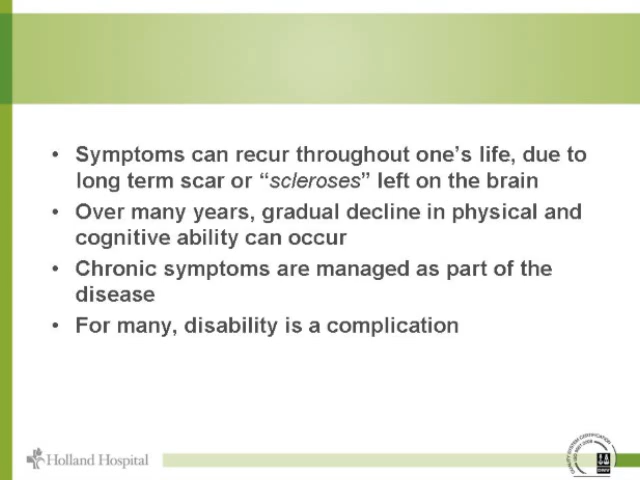 • Symptoms can recur throughout one's life, due to
long term scar or “scleroses” left on the brain
• Over many years, gradual decline in physical and
cognitive ability can occur
• Chronic symptoms are managed as part of the
disease
• For many, disability is a complication
Holland Hospital